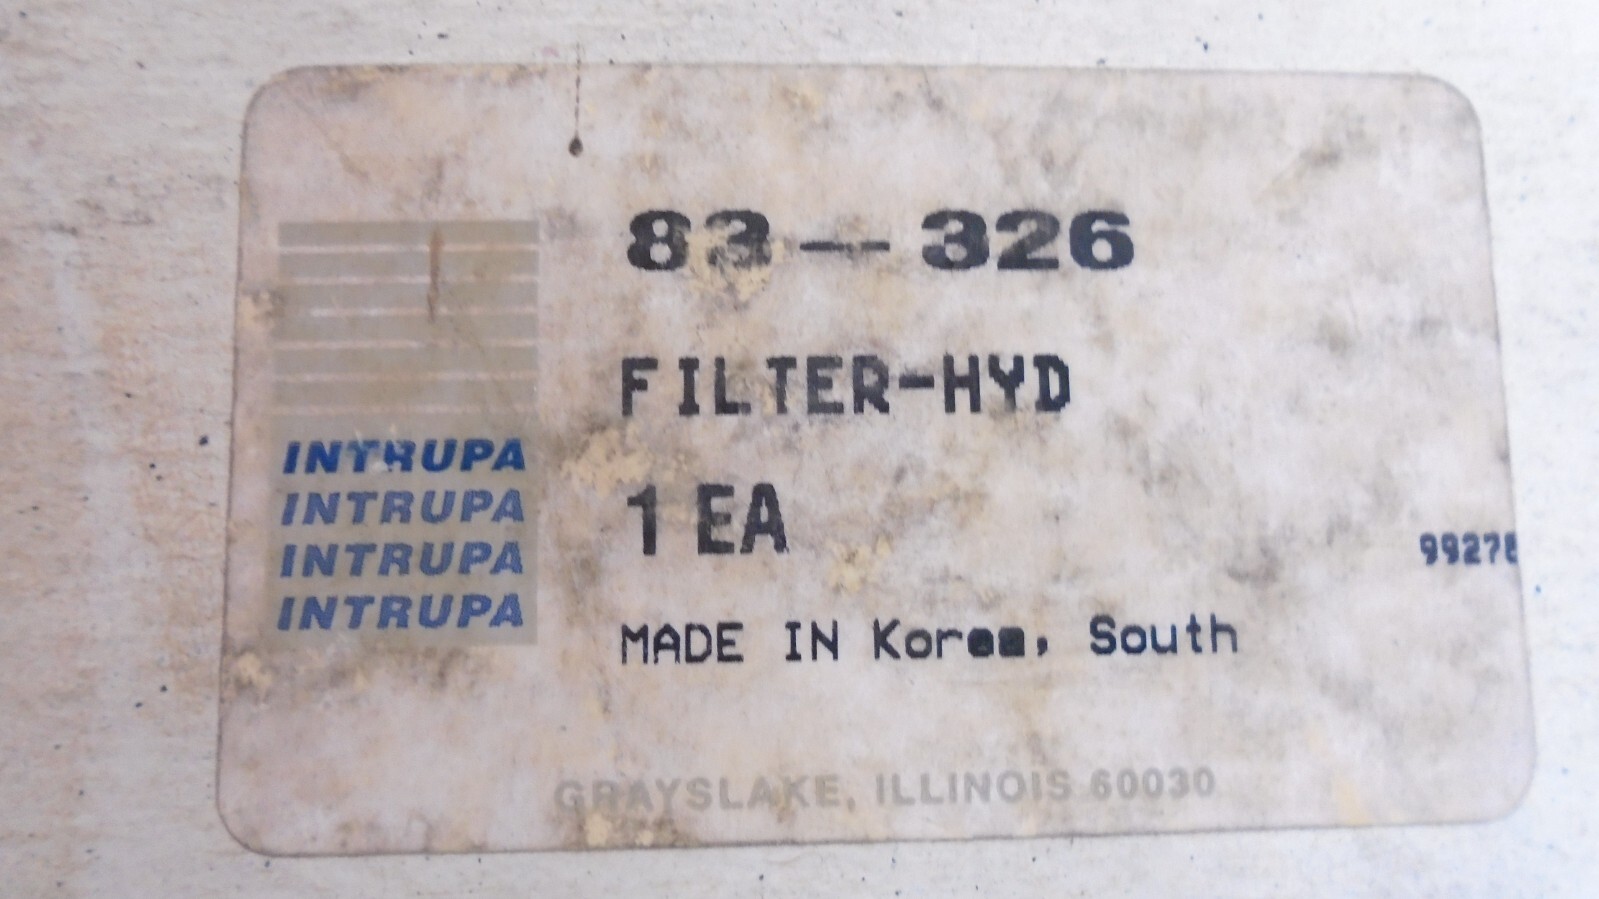 83-326
FILTER-HYD
1 EA
MADE IN Korea, South
INTRUPA
INTRUPA
INTRUPA
INTRUPA
GRAYSLAKE, ILLINOIS 60030